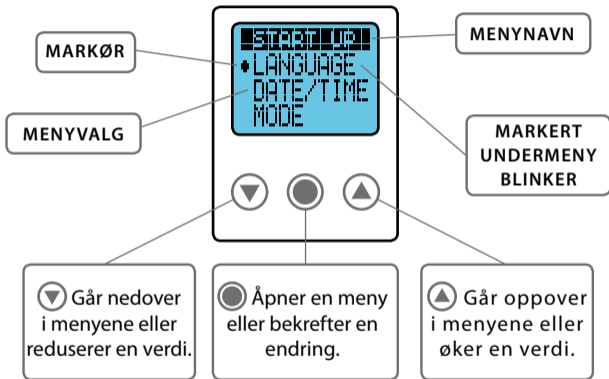 START UP
MENYNAVN
MARKØR
LANGUAGE
DATE/TIME
MODE
MENYVALG
MARKERT
UNDERMENY
BLINKER
Går nedover
i menyene eller
reduserer en verdi.
Åpner en meny
eller bekrefter en
endring.
Går oppover
i menyene eller
øker en verdi.